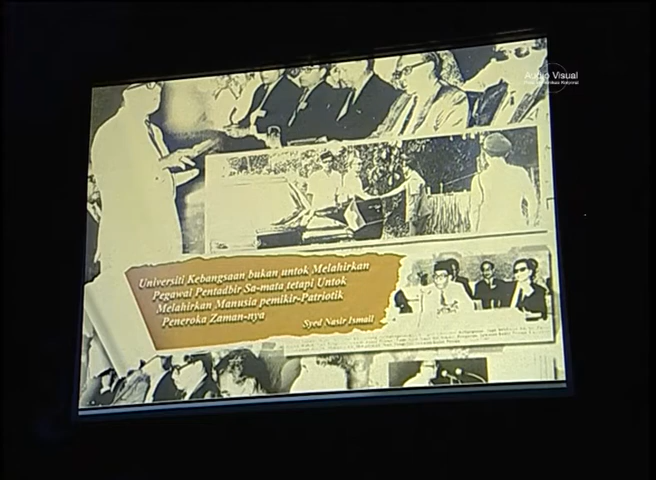 Audio Visual
Universiti Kebangsaan bukan untok Melahirkan
Pegawai Pentadbir Sa-mata tetapi Untok
Melahirkan Manusia pemikir-Patriotik
Peneroka Zaman-nya
Syed Nasir Ismail